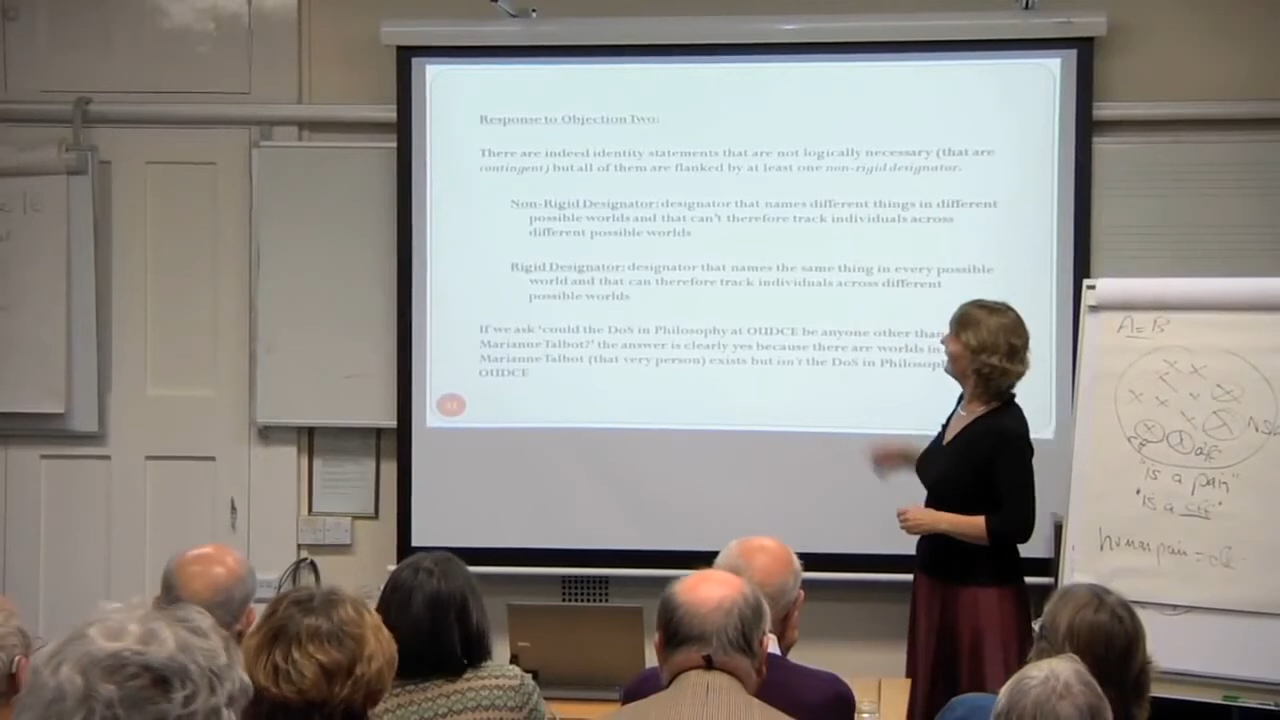 Response to Objection Two:
There are indeed identity statements that are not logically necessary (that are
contingent) but all of them are flanked by at least one non-rigid designator.
Non-Rigid Designator: designator that names different things in different
possible worlds and that can't therefore track individuals across
different possible worlds
Rigid Designator: designator that names the same thing in every possible
world and that can therefore track individuals across different
possible worlds
If we ask 'could the DoS in Philosophy at OUDCE be anyone other than
Marianne Talbot?' the answer is clearly yes because there are worlds in
Marianne Talbot (that very person) exists but isn't the DoS in Philosoph
OUDCE
A=B
"is a pain"
"is a CFF"